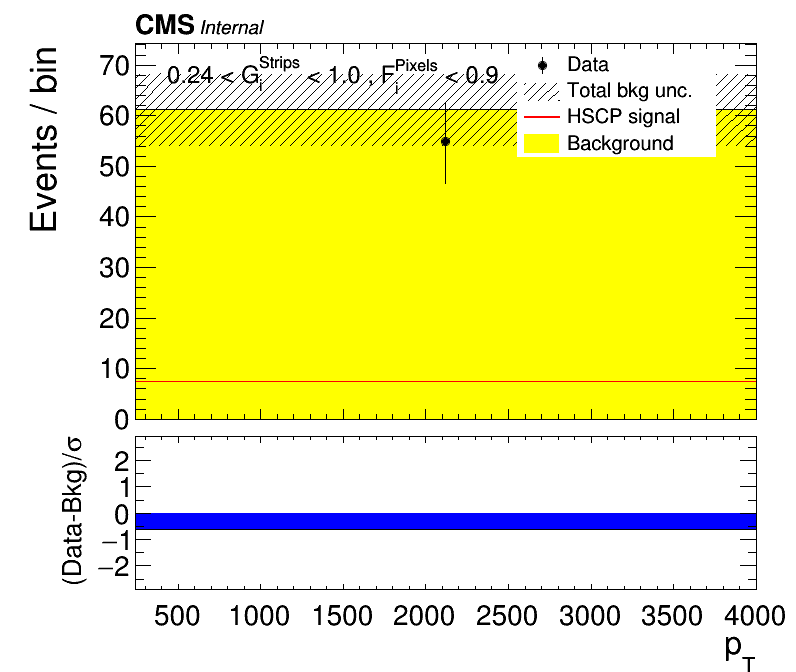 CMS Internal
Events / bin
70
60
50
40
30
20
10
0
0.24 < G_i^Strips < 1.0 , F_i^Pixels < 0.9
Data
Total bkg unc.
HSCP signal
Background
(Data-Bkg)/σ
2
1
0
−1
−2
500 1000 1500 2000 2500 3000 3500 4000
p_T